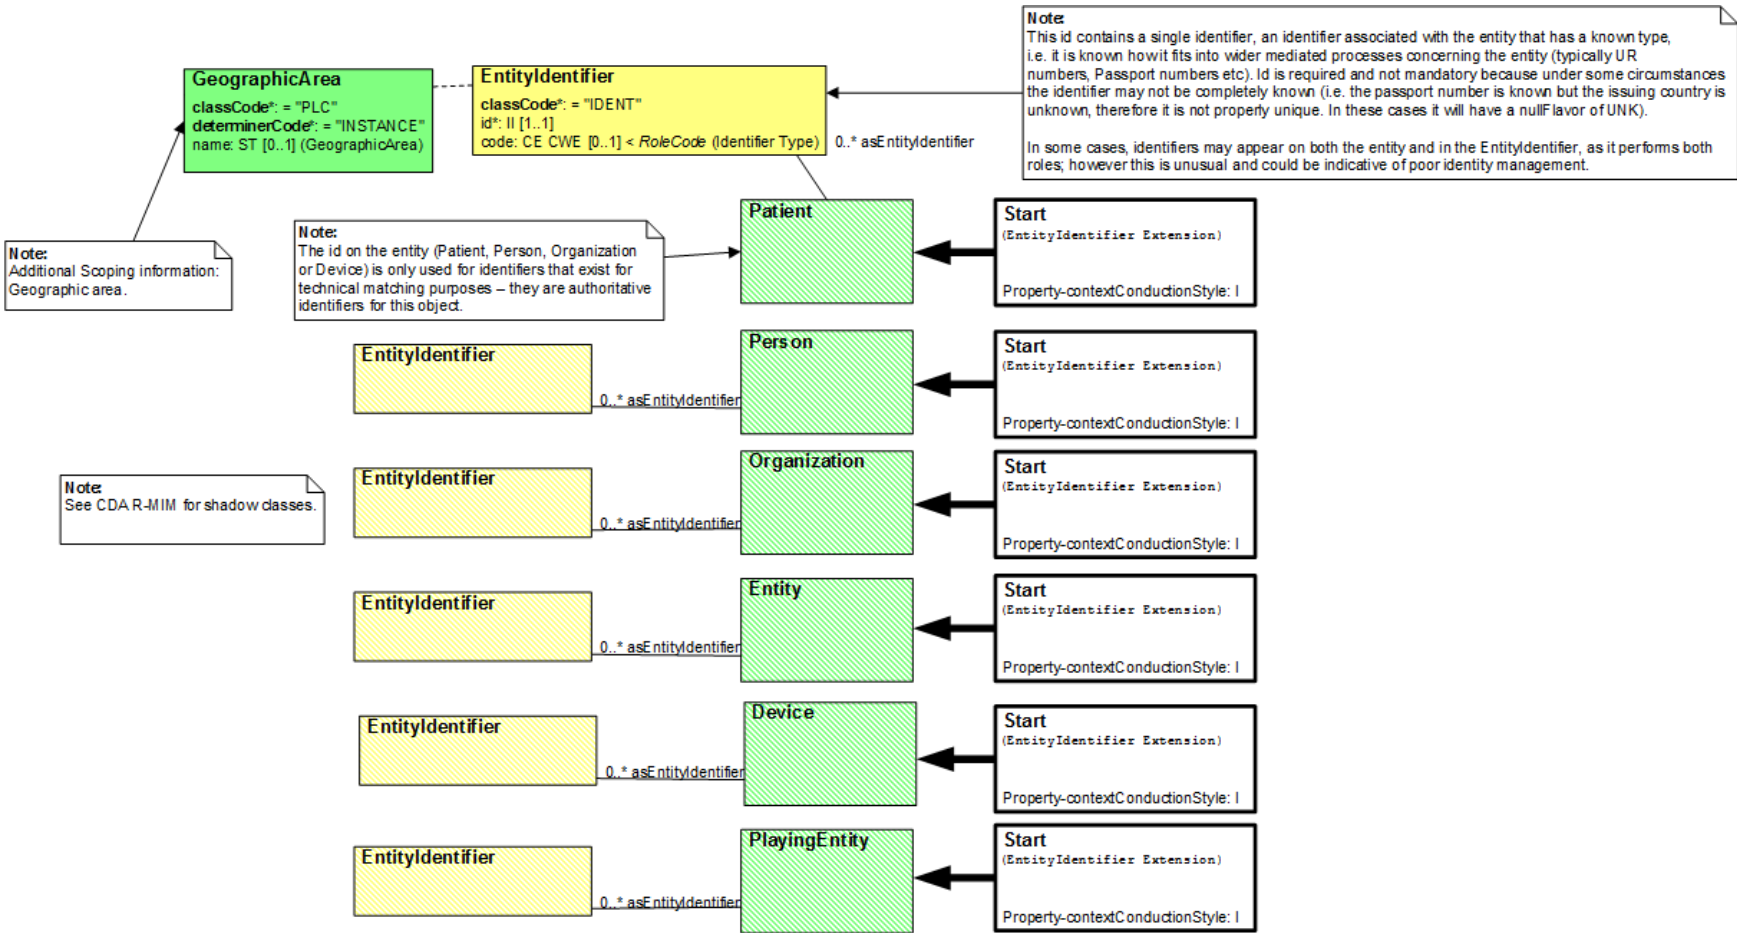 Note:
This id contains a single identifier, an identifier associated with the entity that has a known type,
i.e. it is known how it fits into wider mediated processes concerning the entity (typically UR
numbers, Passport numbers etc). Id is required and not mandatory because under some circumstances
the identifier may not be completely known (i.e. the passport number is known but the issuing country is
unknown, therefore it is not properly unique. In these cases it will have a nullFlavor of UNK).
In some cases, identifiers may appear on both the entity and in the EntityIdentifier, as it performs both
roles; however this is unusual and could be indicative of poor identity management.
GeographicArea
classCode*: = "PLC"
determinerCode*: = "INSTANCE"
name: ST [0..1] (GeographicArea)
EntityIdentifier
classCode*: = "IDENT"
id*: II [1..1]
code: CE CWE [0..1] < RoleCode (Identifier Type)
0..* asEntityIdentifier
Note:
Additional Scoping information:
Geographic area.
Note:
The id on the entity (Patient, Person, Organization
or Device) is only used for identifiers that exist for
technical matching purposes – they are authoritative
identifiers for this object.
Patient
Start
(EntityIdentifier Extension)
Property-contextConductionStyle: I
EntityIdentifier
0..* asEntityIdentifier
Person
Start
(EntityIdentifier Extension)
Property-contextConductionStyle: I
Note:
See CDA R-MIM for shadow classes.
EntityIdentifier
0..* asEntityIdentifier
Organization
Start
(EntityIdentifier Extension)
Property-contextConductionStyle: I
EntityIdentifier
0..* asEntityIdentifier
Entity
Start
(EntityIdentifier Extension)
Property-contextConductionStyle: I
EntityIdentifier
0..* asEntityIdentifier
Device
Start
(EntityIdentifier Extension)
Property-contextConductionStyle: I
EntityIdentifier
0..* asEntityIdentifier
PlayingEntity
Start
(EntityIdentifier Extension)
Property-contextConductionStyle: I